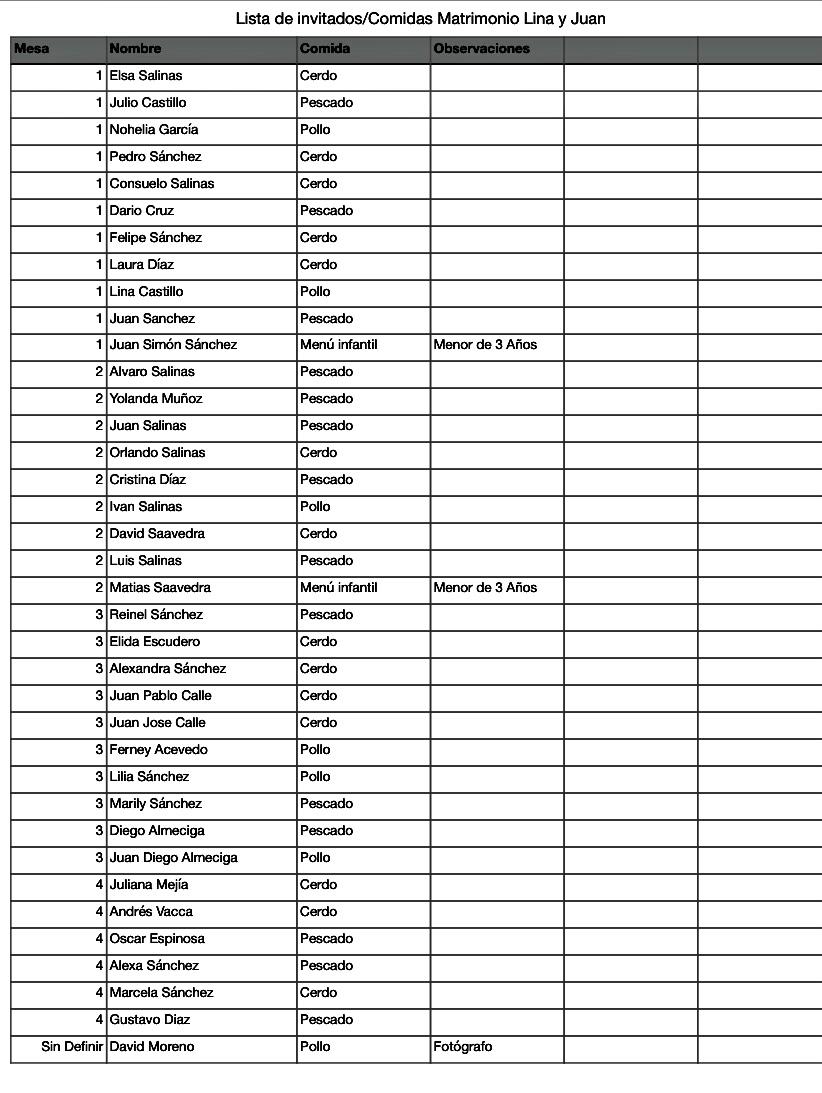 Lista de invitados/Comidas Matrimonio Lina y Juan
Mesa Nombre Comida Observaciones
1 Elsa Salinas Cerdo
1 Julio Castillo Pescado
1 Nohelia García Pollo
1 Pedro Sánchez Cerdo
1 Consuelo Salinas Cerdo
1 Dario Cruz Pescado
1 Felipe Sánchez Cerdo
1 Laura Díaz Cerdo
1 Lina Castillo Pollo
1 Juan Sanchez Pescado
1 Juan Simón Sánchez Menú infantil Menor de 3 Años
2 Alvaro Salinas Pescado
2 Yolanda Muñoz Pescado
2 Juan Salinas Pescado
2 Orlando Salinas Cerdo
2 Cristina Díaz Pescado
2 Ivan Salinas Pollo
2 David Saavedra Cerdo
2 Luis Salinas Pescado
2 Matias Saavedra Menú infantil Menor de 3 Años
3 Reinel Sánchez Pescado
3 Elida Escudero Cerdo
3 Alexandra Sánchez Cerdo
3 Juan Pablo Calle Cerdo
3 Juan Jose Calle Cerdo
3 Ferney Acevedo Pollo
3 Lilia Sánchez Pollo
3 Marily Sánchez Pescado
3 Diego Almeciga Pescado
3 Juan Diego Almeciga Pollo
4 Juliana Mejía Cerdo
4 Andrés Vacca Cerdo
4 Oscar Espinosa Pescado
4 Alexa Sánchez Pescado
4 Marcela Sánchez Cerdo
4 Gustavo Diaz Pescado
Sin Definir David Moreno Pollo Fotógrafo